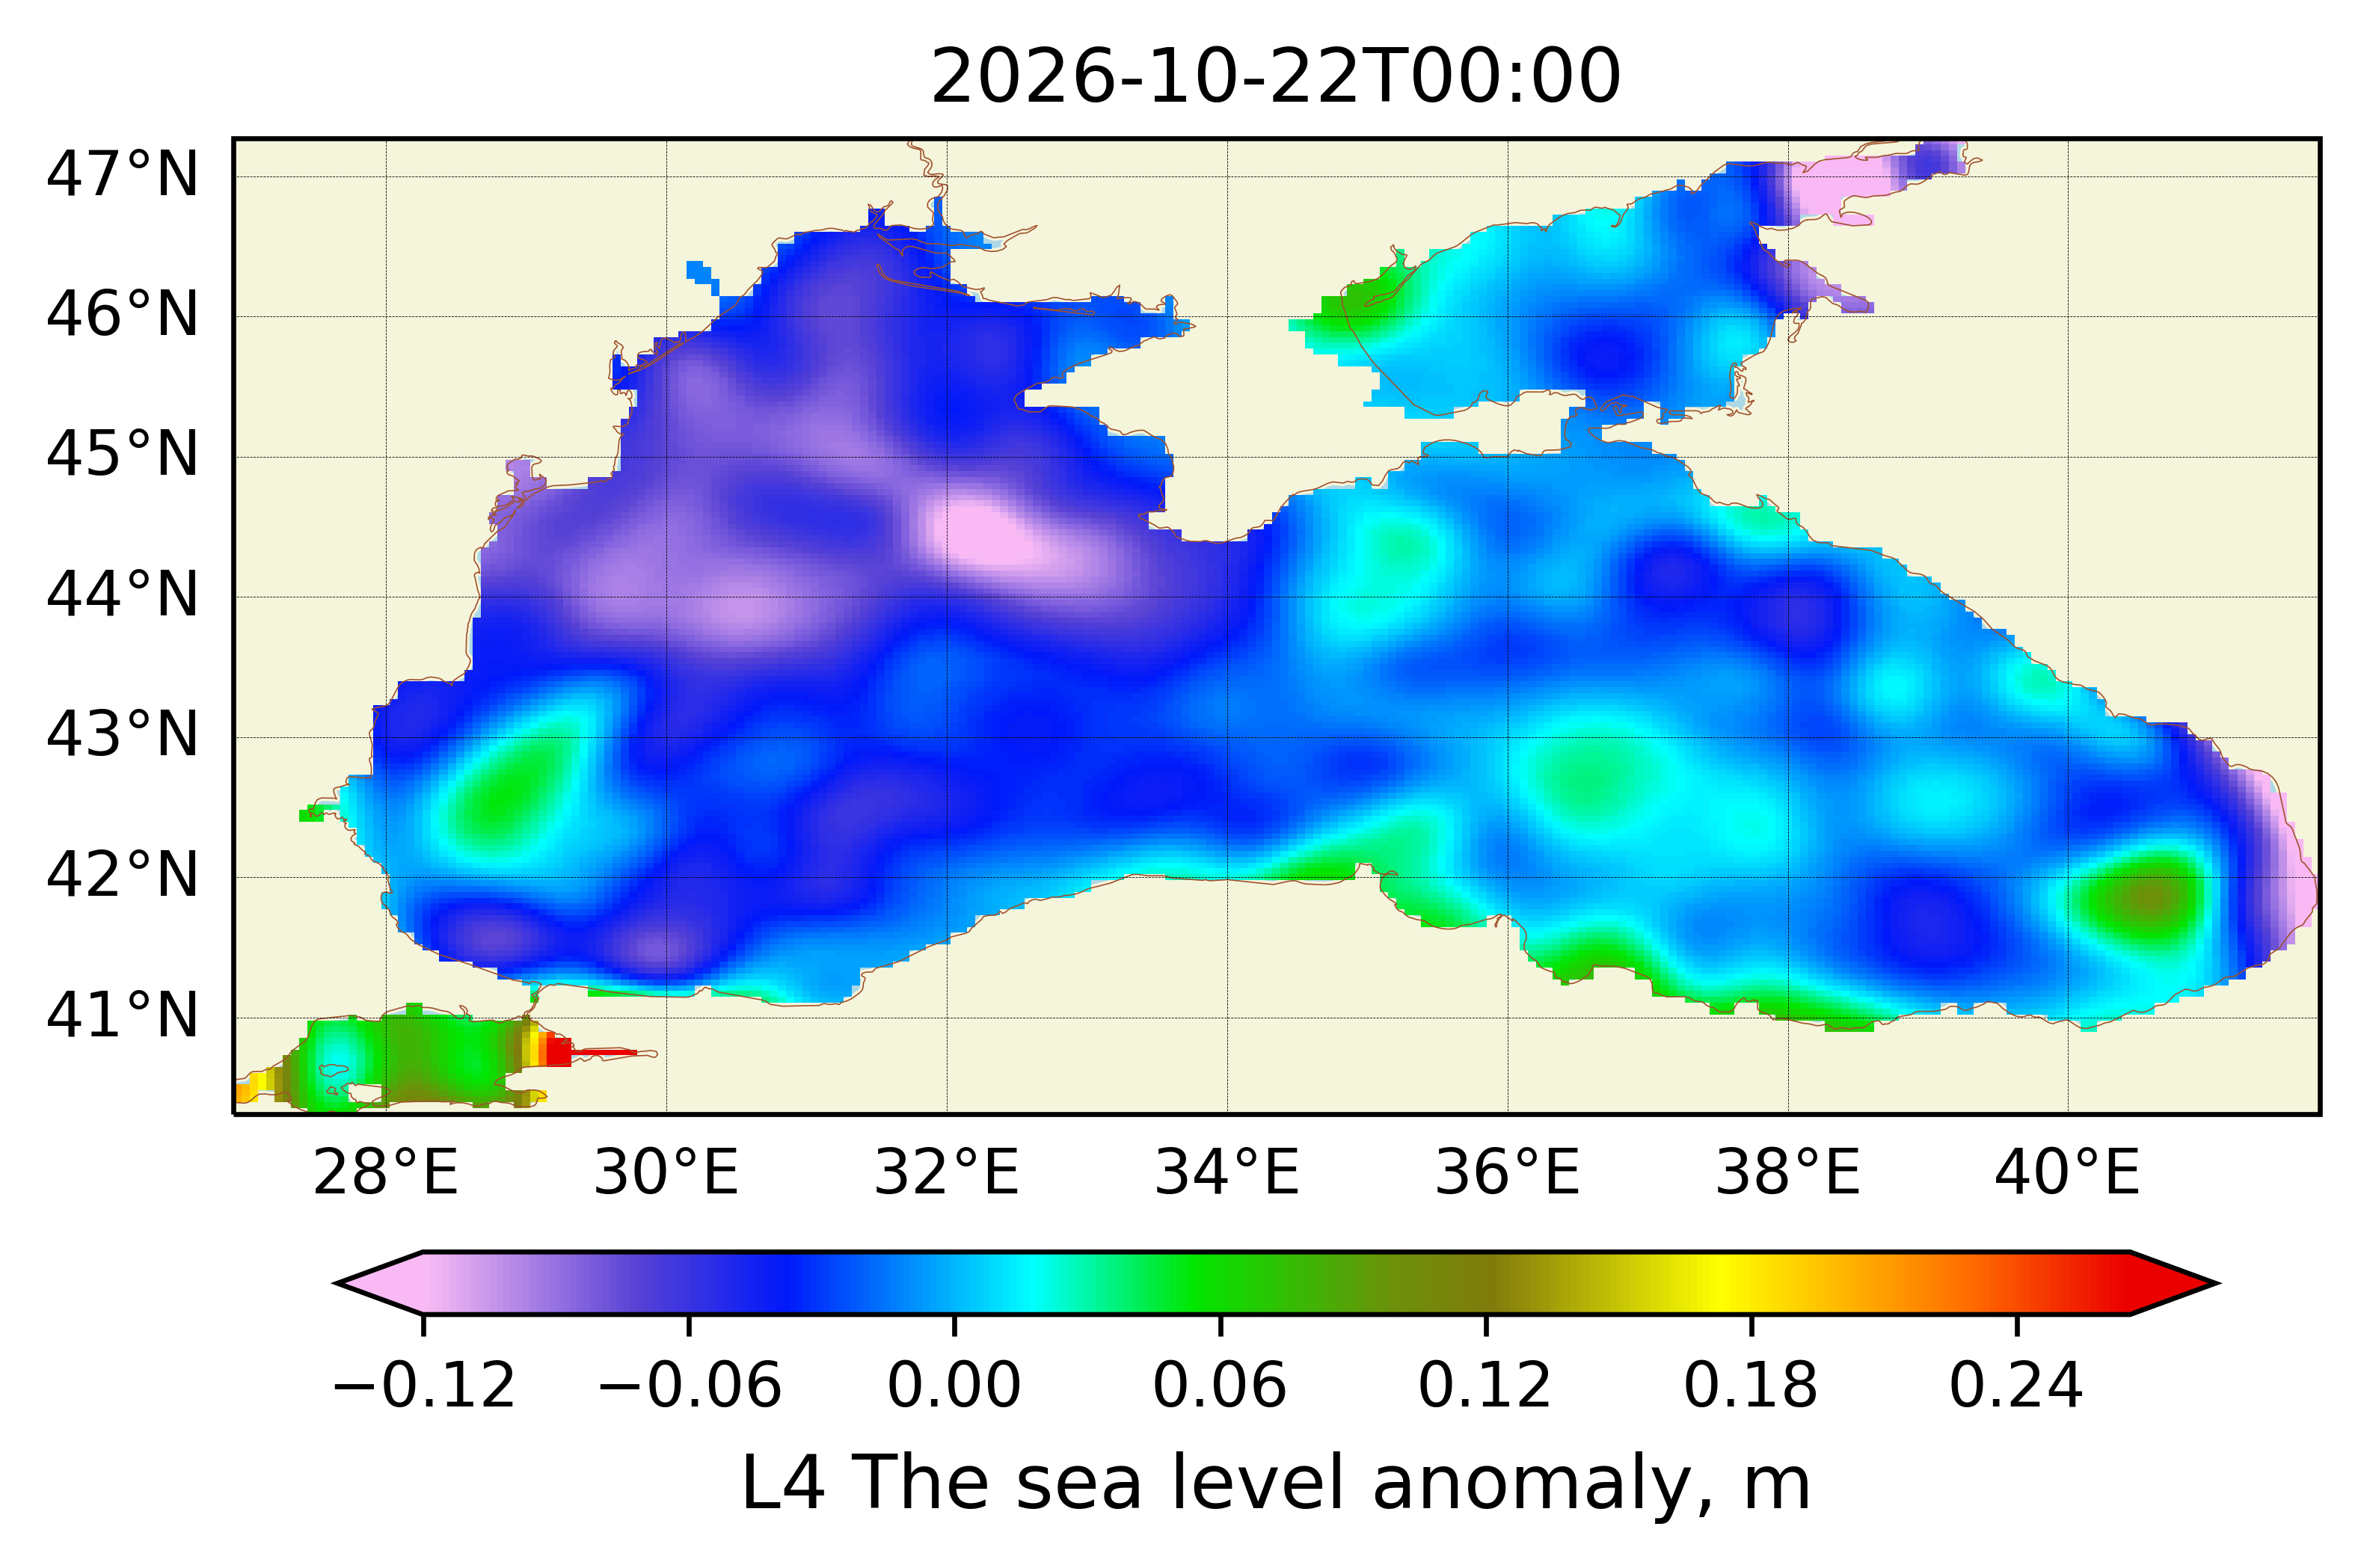 2026-10-22T00:00
47°N
46°N
45°N
44°N
43°N
42°N
41°N
28°E 30°E 32°E 34°E 36°E 38°E 40°E
−0.12 −0.06 0.00 0.06 0.12 0.18 0.24
L4 The sea level anomaly, m